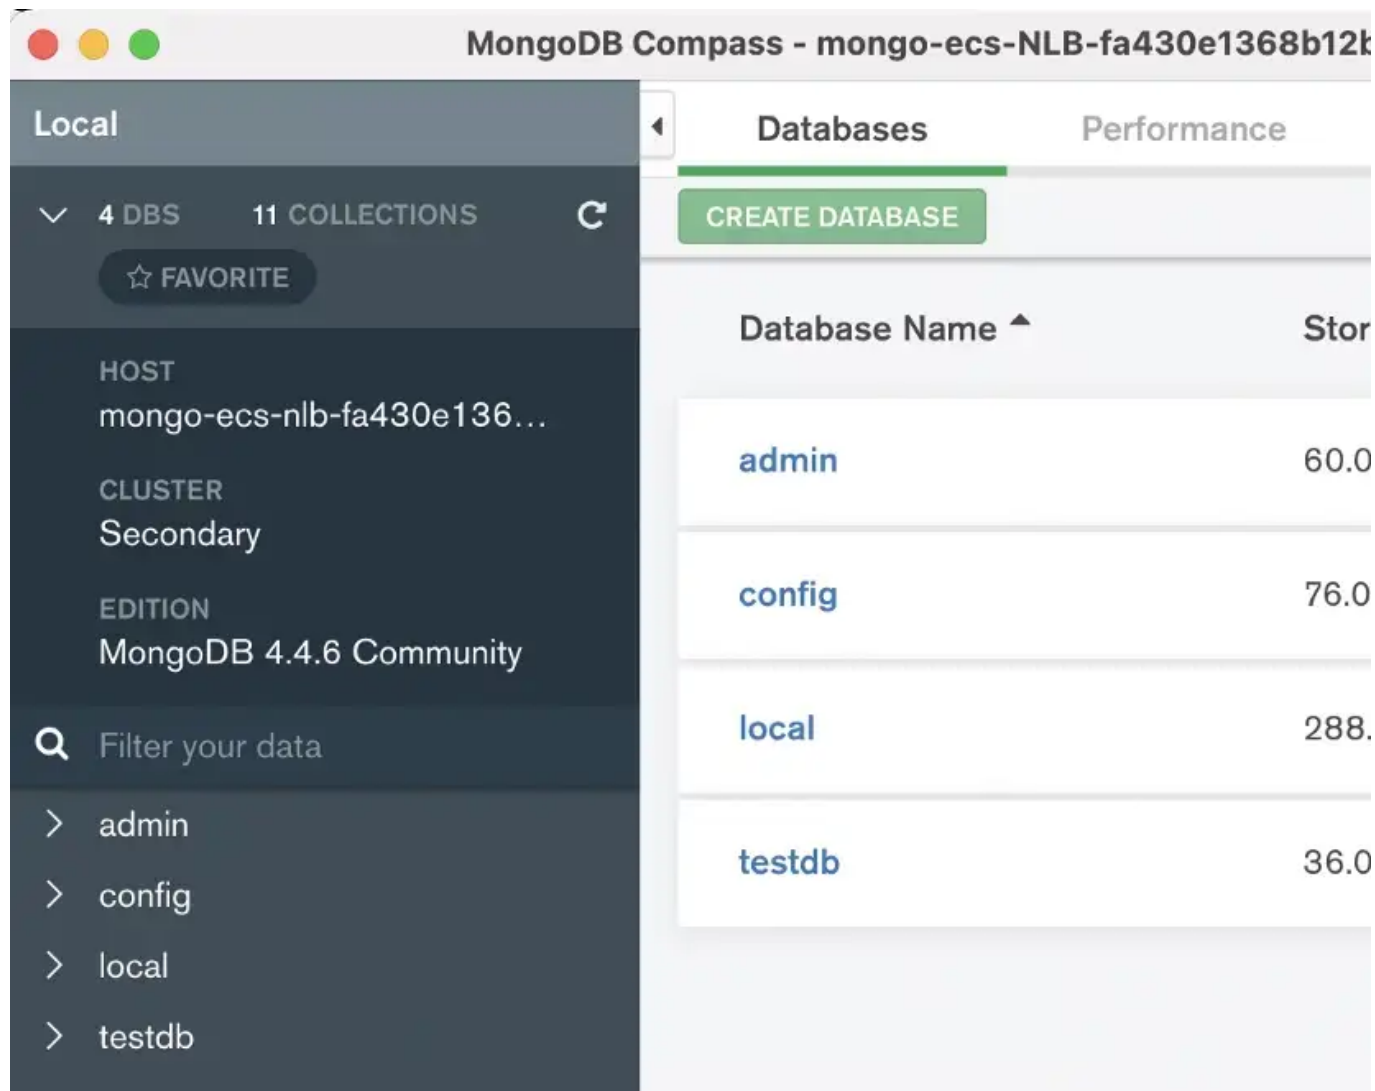 MongoDB Compass - mongo-ecs-NLB-fa430e1368b12b
Local
4 DBS 11 COLLECTIONS
FAVORITE
HOST
mongo-ecs-nlb-fa430e136...
CLUSTER
Secondary
EDITION
MongoDB 4.4.6 Community
Filter your data
admin
config
local
testdb
Databases Performance
CREATE DATABASE
Database Name Stor
admin 60.0
config 76.0
local 288.
testdb 36.0